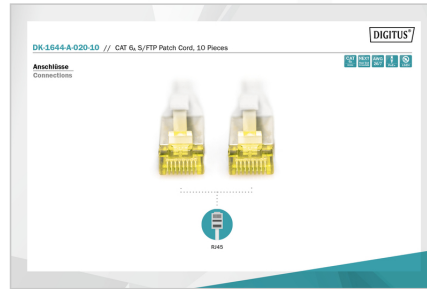 DIGITUS®
DK-1644-A-020-10 // CAT 6A S/FTP Patch Cord, 10 Pieces
Anschlüsse
Connections
RJ45